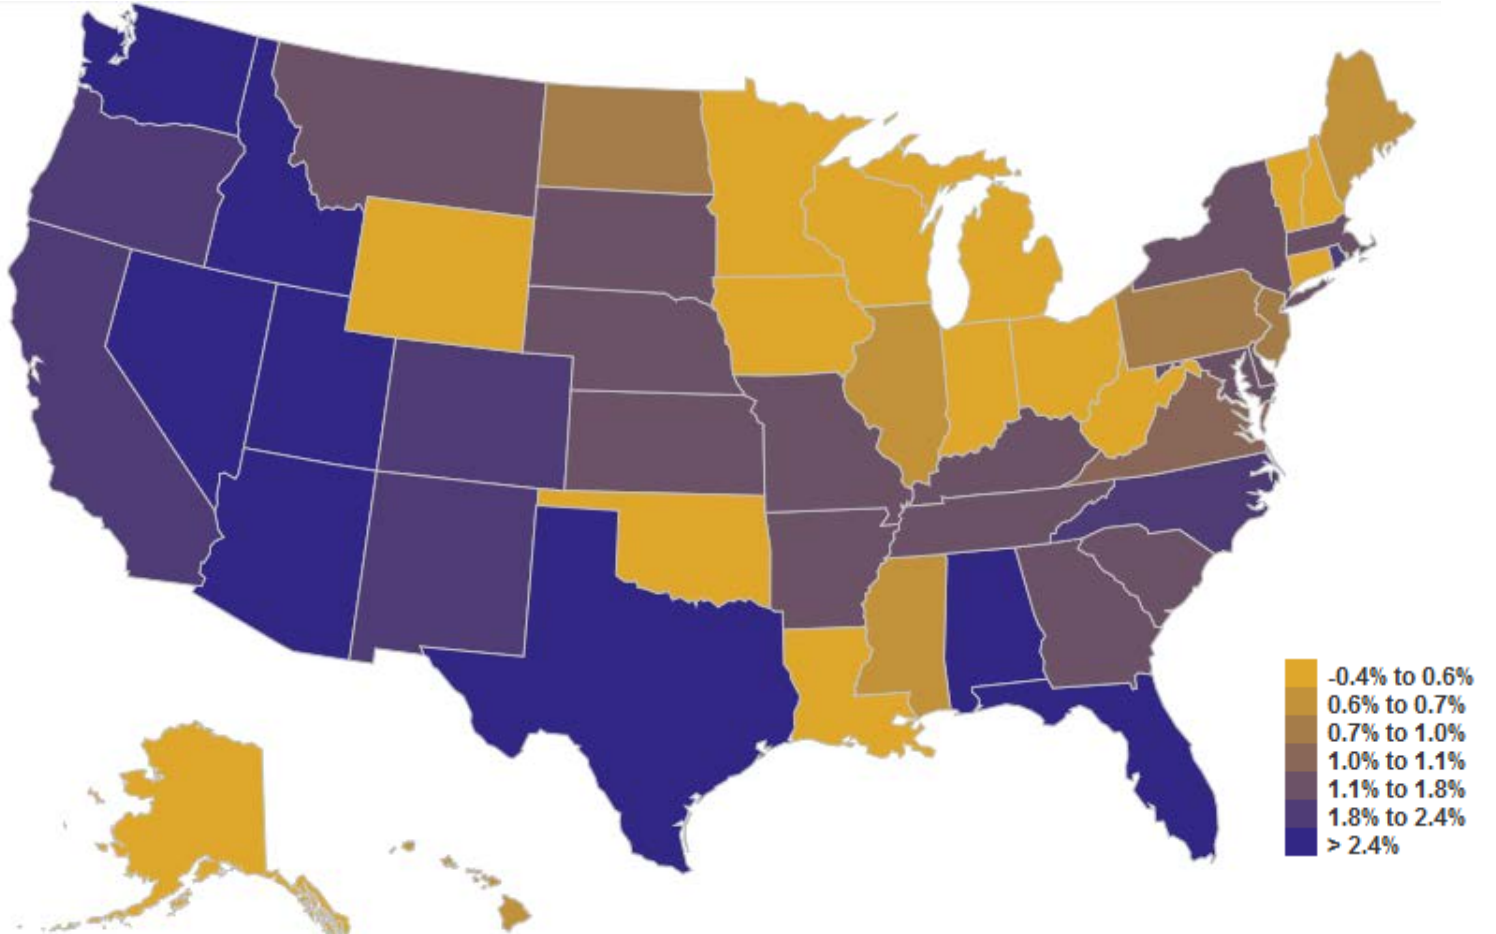 -0.4% to 0.6%
0.6% to 0.7%
0.7% to 1.0%
1.0% to 1.1%
1.1% to 1.8%
1.8% to 2.4%
> 2.4%